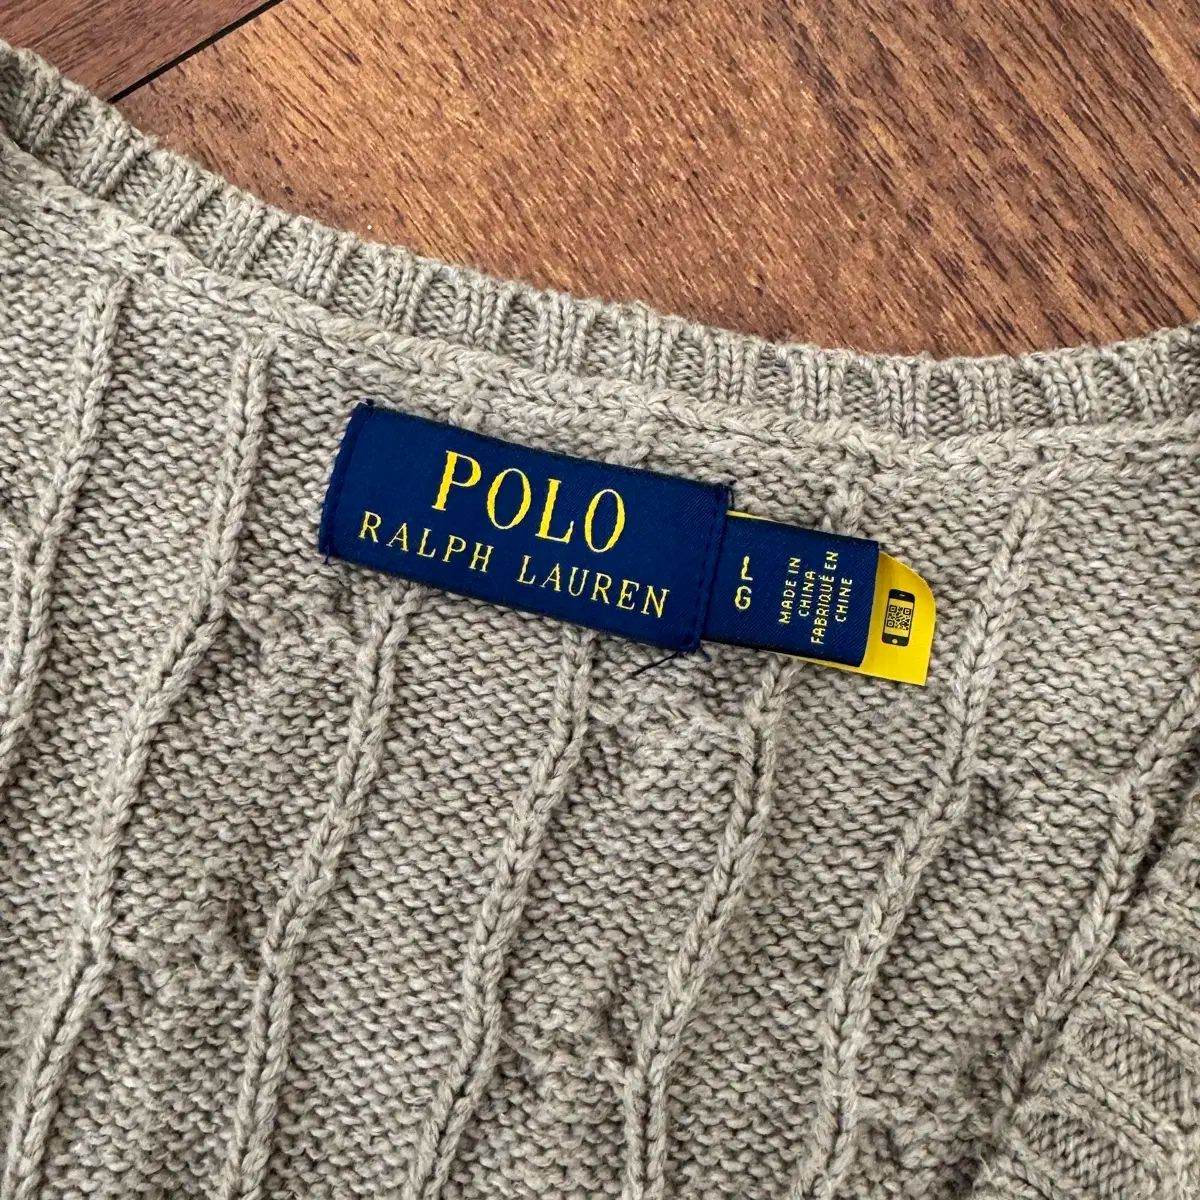 POLO
RALPH LAUREN
L
G
MADE IN
CHINA
FABRIQUÉ EN
CHINE